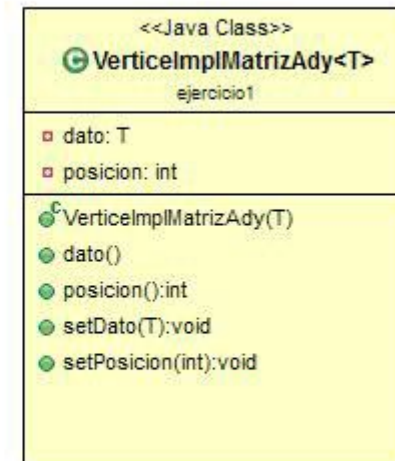 <<Java Class>>
VerticeImplMatrizAdy<T>
ejercicio1
dato: T
posicion: int
VerticeImplMatrizAdy(T)
dato()
posicion():int
setDato(T):void
setPosicion(int):void